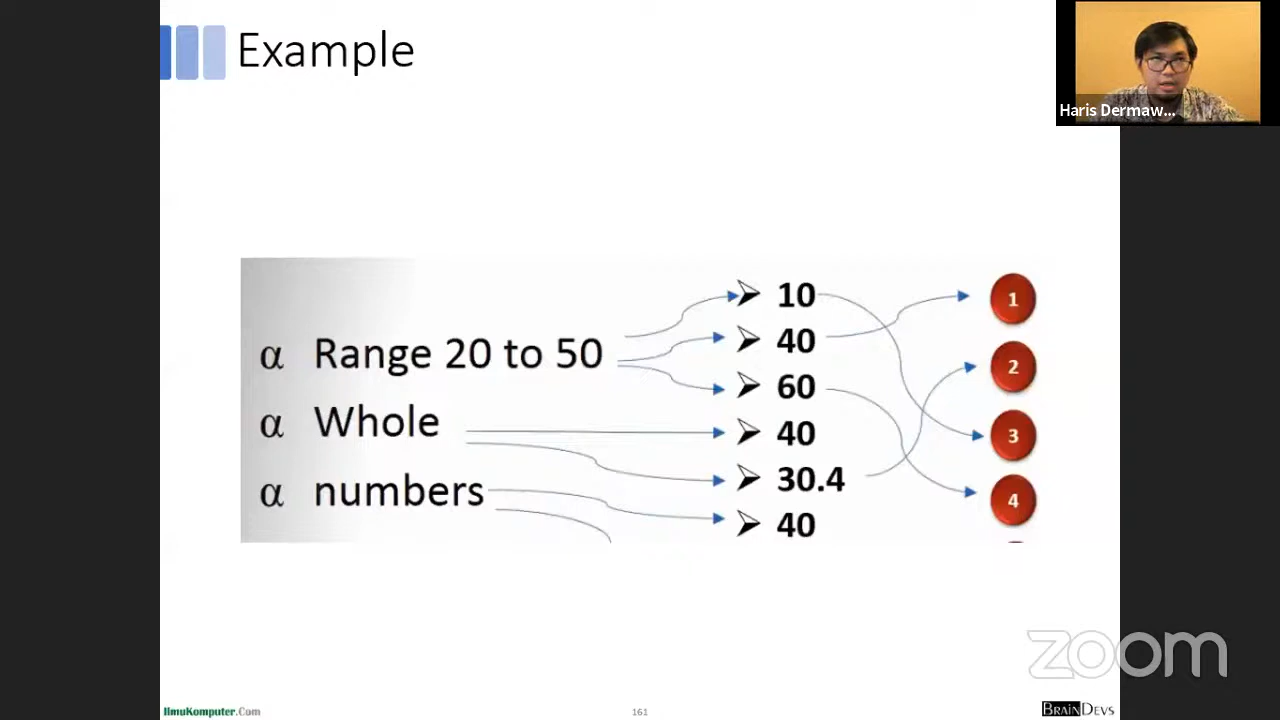 Example
Haris Dermaw...
α Range 20 to 50
α Whole
α numbers
10
40
60
40
30.4
40
1
2
3
4
zoom
IlmuKomputer.Com
161
BRAINDEVS